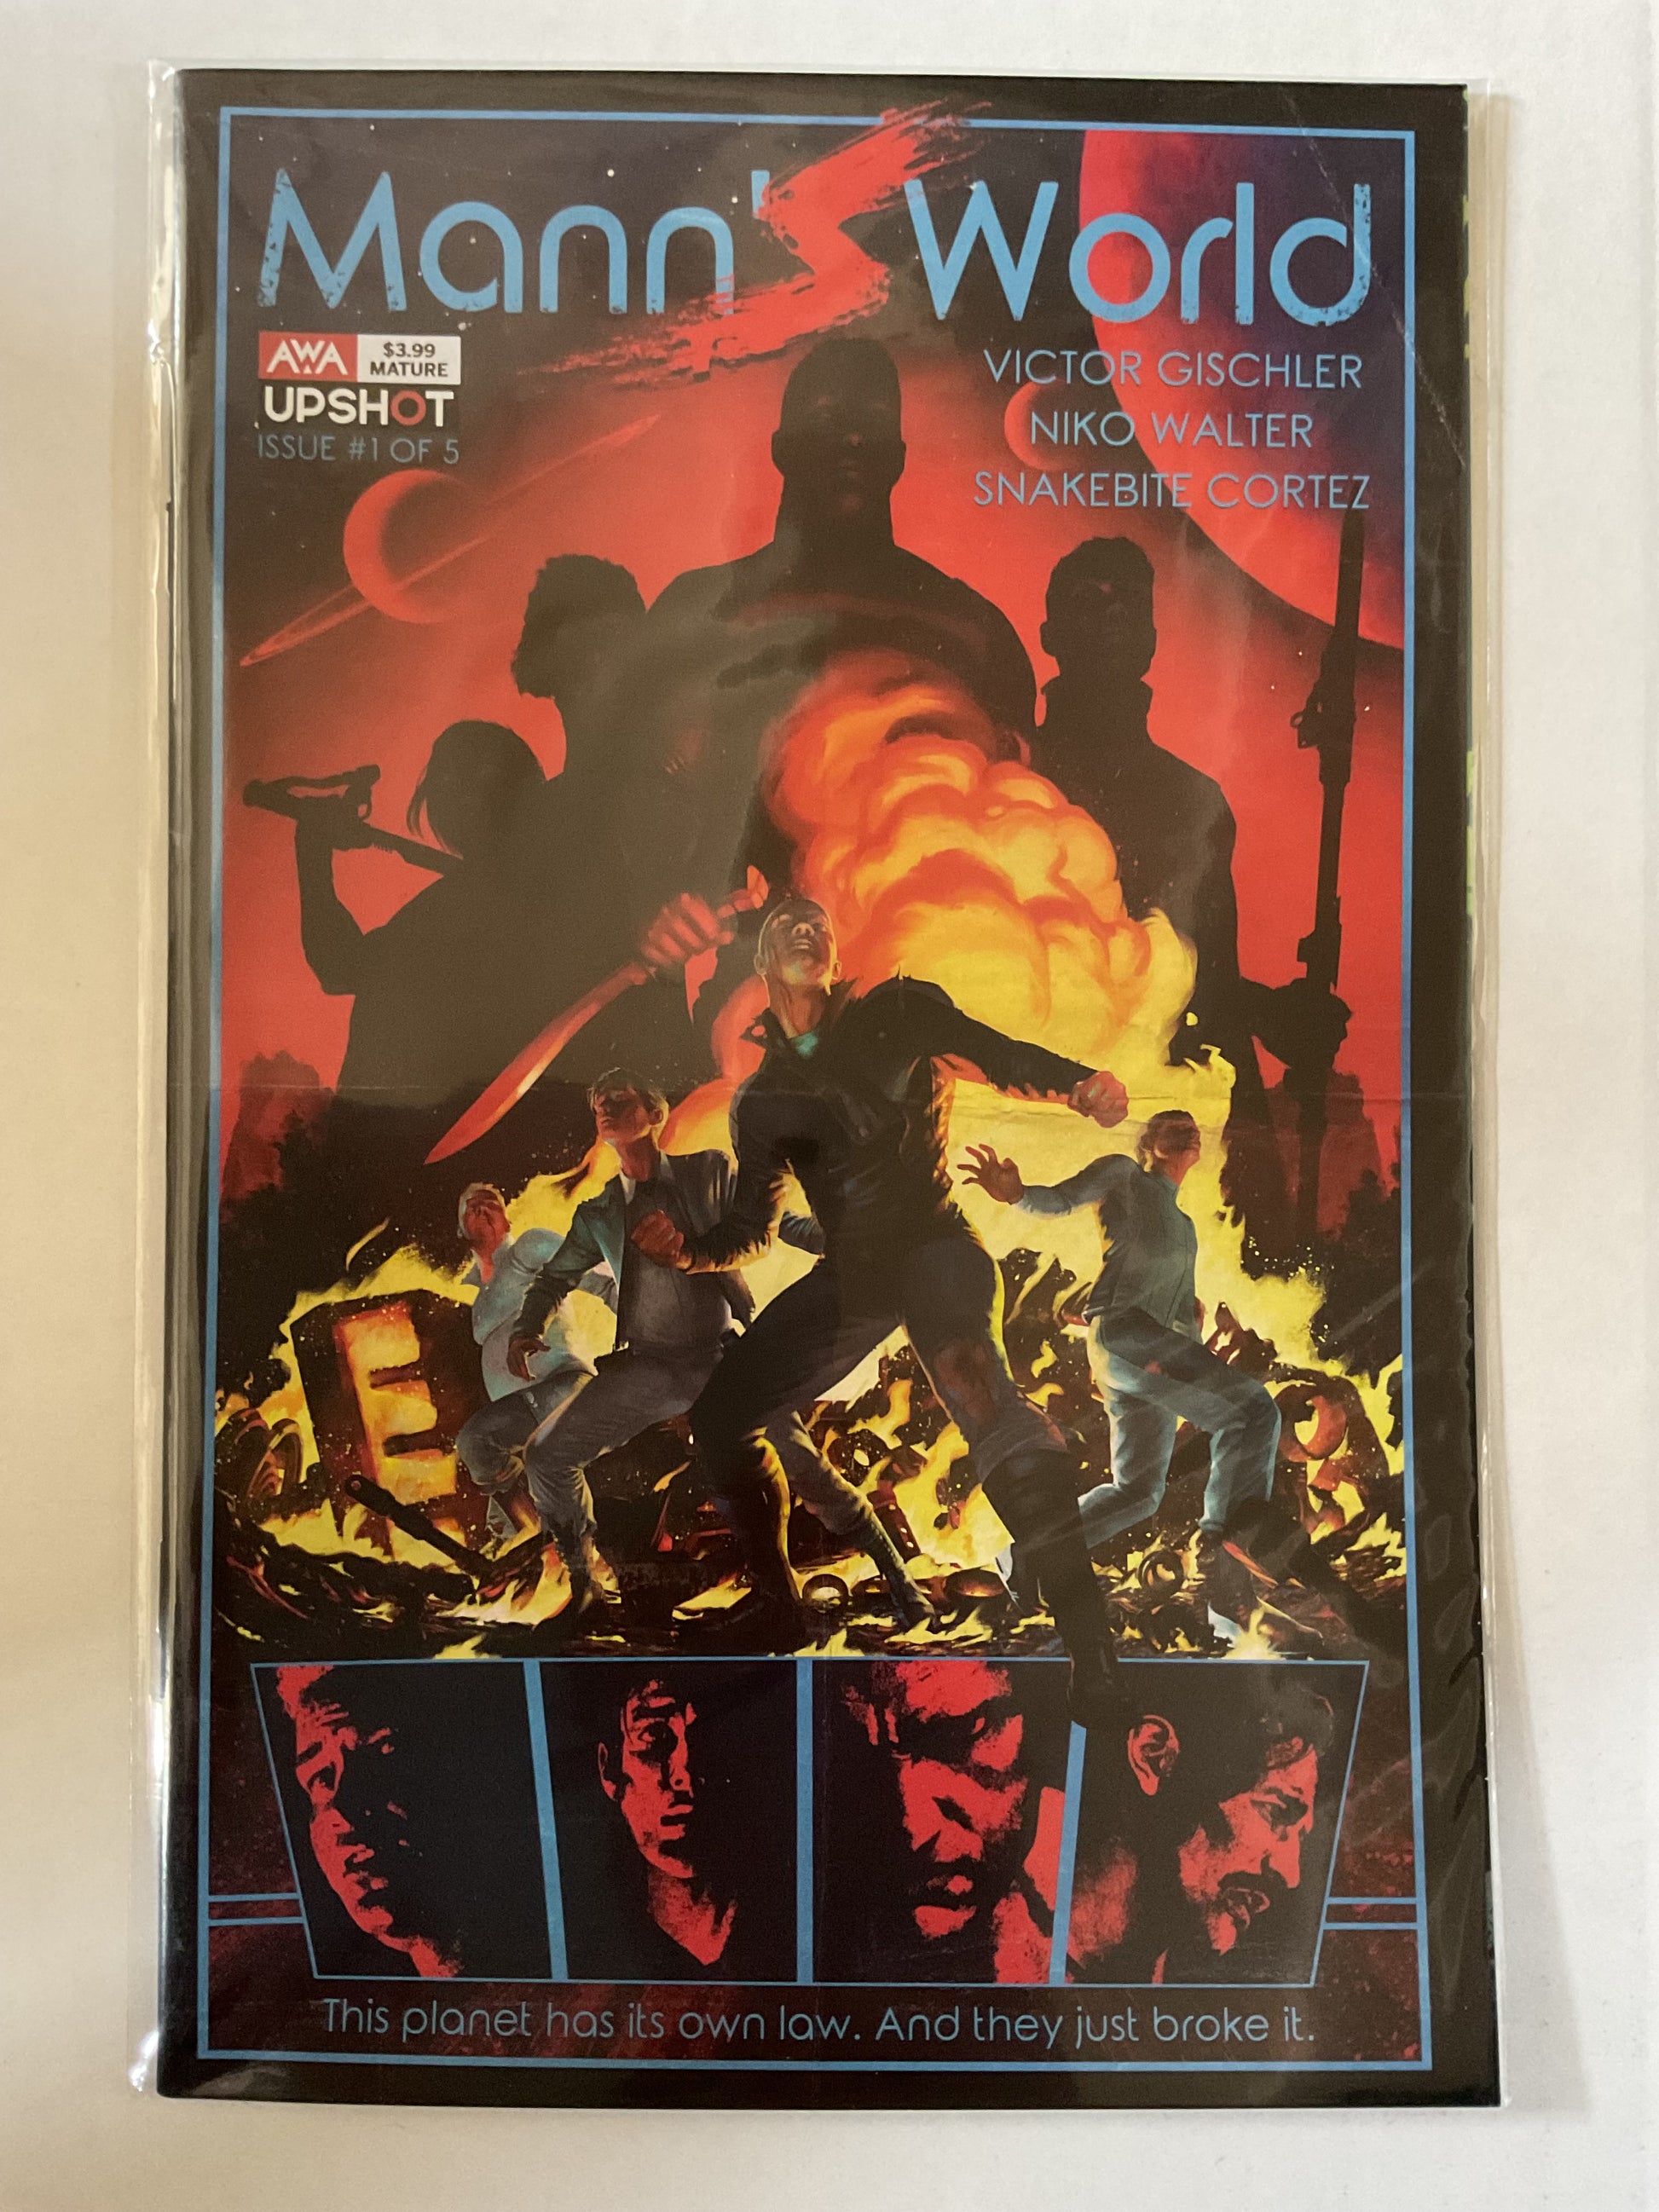 Mann's World
AWA
$3.99
MATURE
UPSHOT
ISSUE #1 OF 5
VICTOR GISCHLER
NIKO WALTER
SNAKEBITE CORTEZ
E
This planet has its own law. And they just broke it.